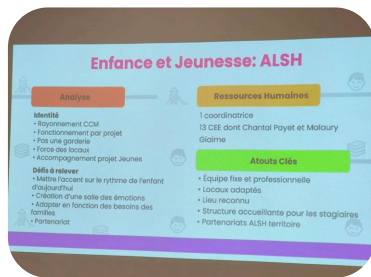 Enfance et Jeunesse: ALSH
Analyse
Identité
• Rayonnement CCM
• Fonctionnement par projet
• Pas une garderie
• Force des locaux
• Accompagnement projet Jeunes
Défis à relever
• Mettre l'accent sur le rythme de l'enfant
d'aujourd'hui
• Création d'une salle des émotions
• Adapter en fonction des besoins des
familles
• Partenariat
Ressources Humaines
1 coordinatrice
13 CEE dont Chantal Payet et Malaury
Giaime
Atouts Clés
• Équipe fixe et professionnelle
• Locaux adaptés
• Lieu reconnu
• Structure accueillante pour les stagiaires
• Partenariats ALSH territoire